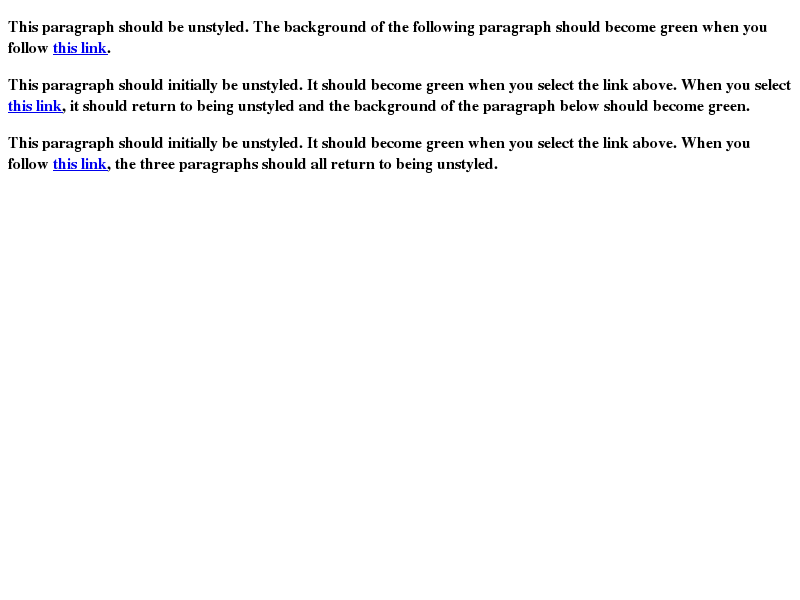 This paragraph should be unstyled. The background of the following paragraph should become green when you
follow this link.
This paragraph should initially be unstyled. It should become green when you select the link above. When you select
this link, it should return to being unstyled and the background of the paragraph below should become green.
This paragraph should initially be unstyled. It should become green when you select the link above. When you
follow this link, the three paragraphs should all return to being unstyled.